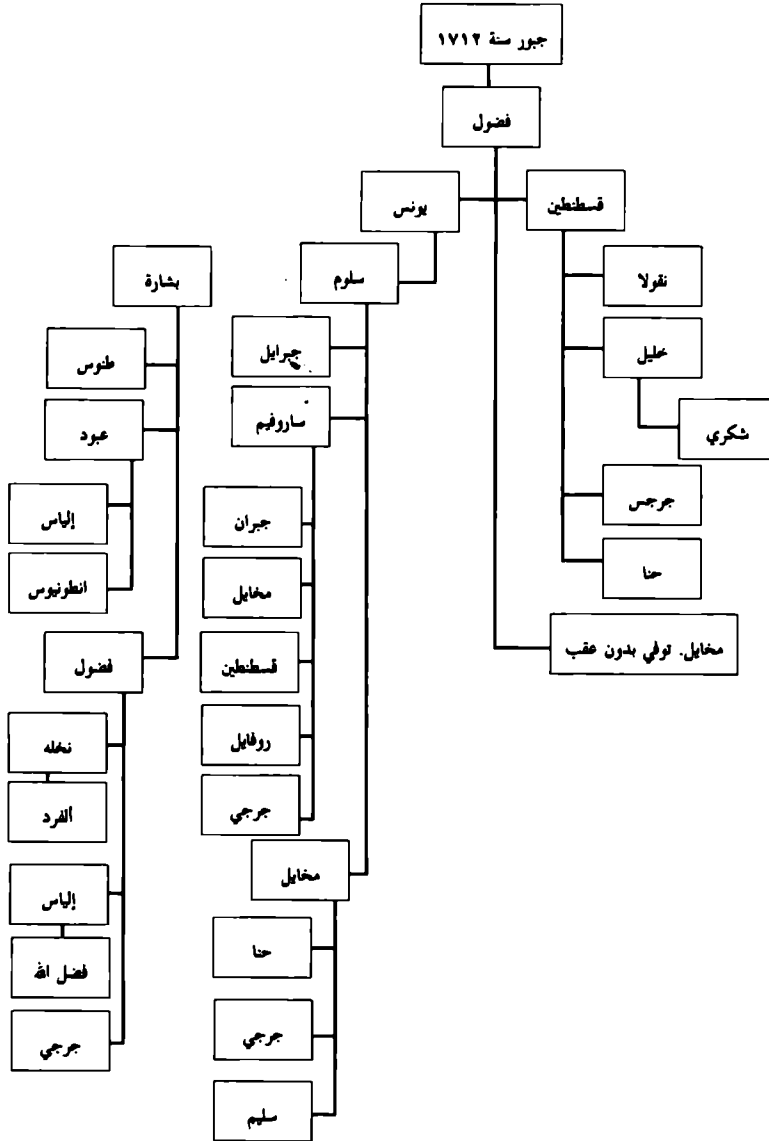 جبور سنة ١٧١٢
فضول
قسطنطين
نقولا
خليل
شكري
جرجس
حنا
مخايل. توفي بدون عقب
يونس
سلوم
جبرايل
ساروفيم
جبران
مخايل
قسطنطين
روفايل
جرجي
مخايل
حنا
جرجي
سليم
بشارة
طنوس
عبود
إلياس
انطونيوس
فضول
نخله
الفرد
إلياس
فضل الله
جرجي